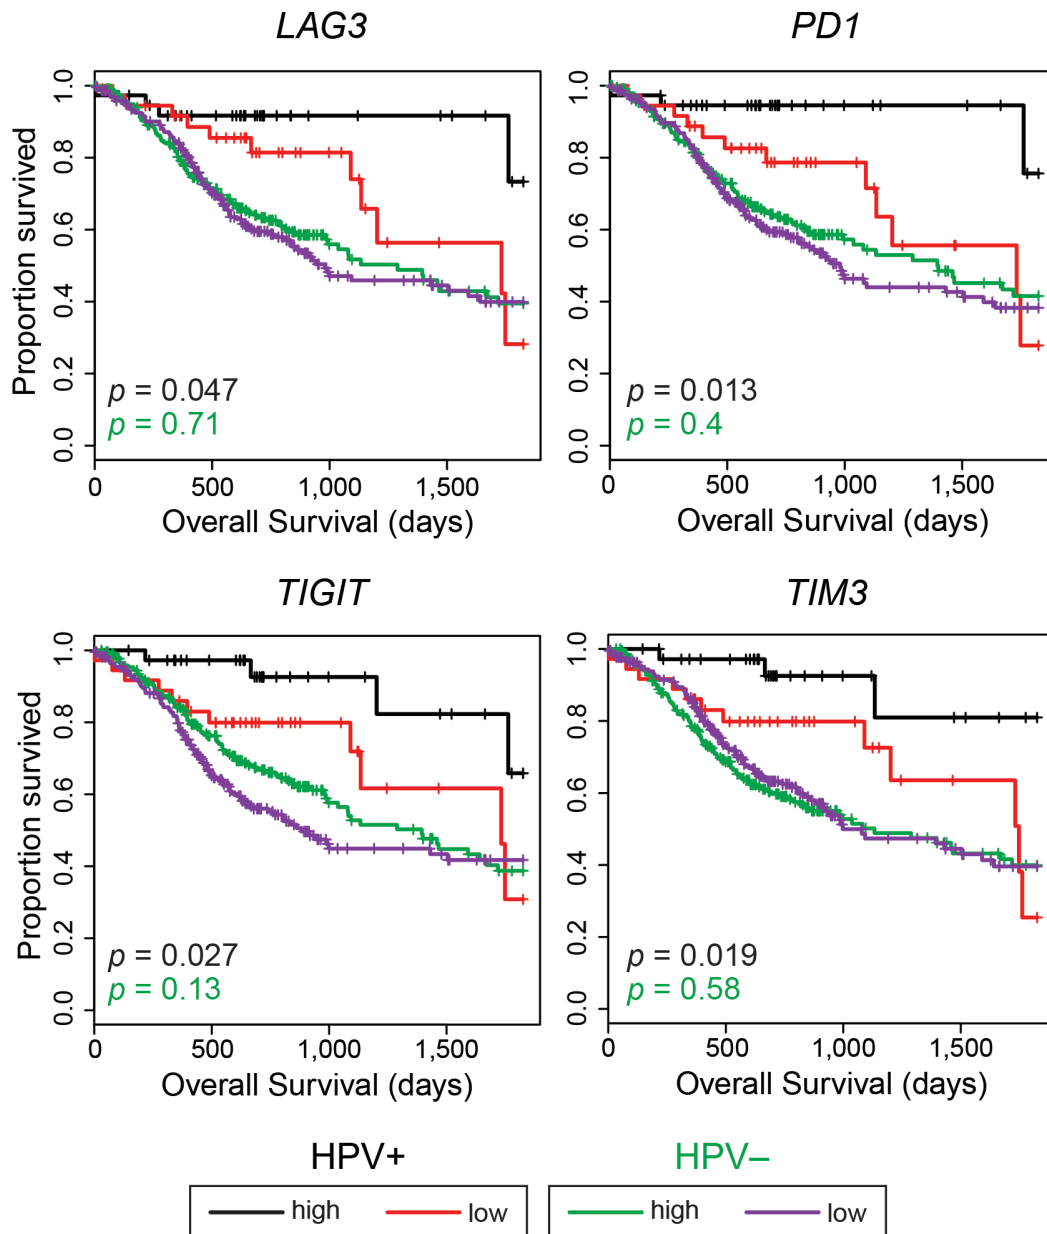 LAG3
PD1
Proportion survived
1.0
0.8
0.6
0.4
0.2
0.0
p = 0.047
p = 0.71
0
500
1,000
1,500
Overall Survival (days)
1.0
0.8
0.6
0.4
0.2
0.0
p = 0.013
p = 0.4
0
500
1,000
1,500
Overall Survival (days)
TIGIT
TIM3
Proportion survived
1.0
0.8
0.6
0.4
0.2
0.0
p = 0.027
p = 0.13
0
500
1,000
1,500
Overall Survival (days)
1.0
0.8
0.6
0.4
0.2
0.0
p = 0.019
p = 0.58
0
500
1,000
1,500
Overall Survival (days)
HPV+
HPV–
high
low
high
low